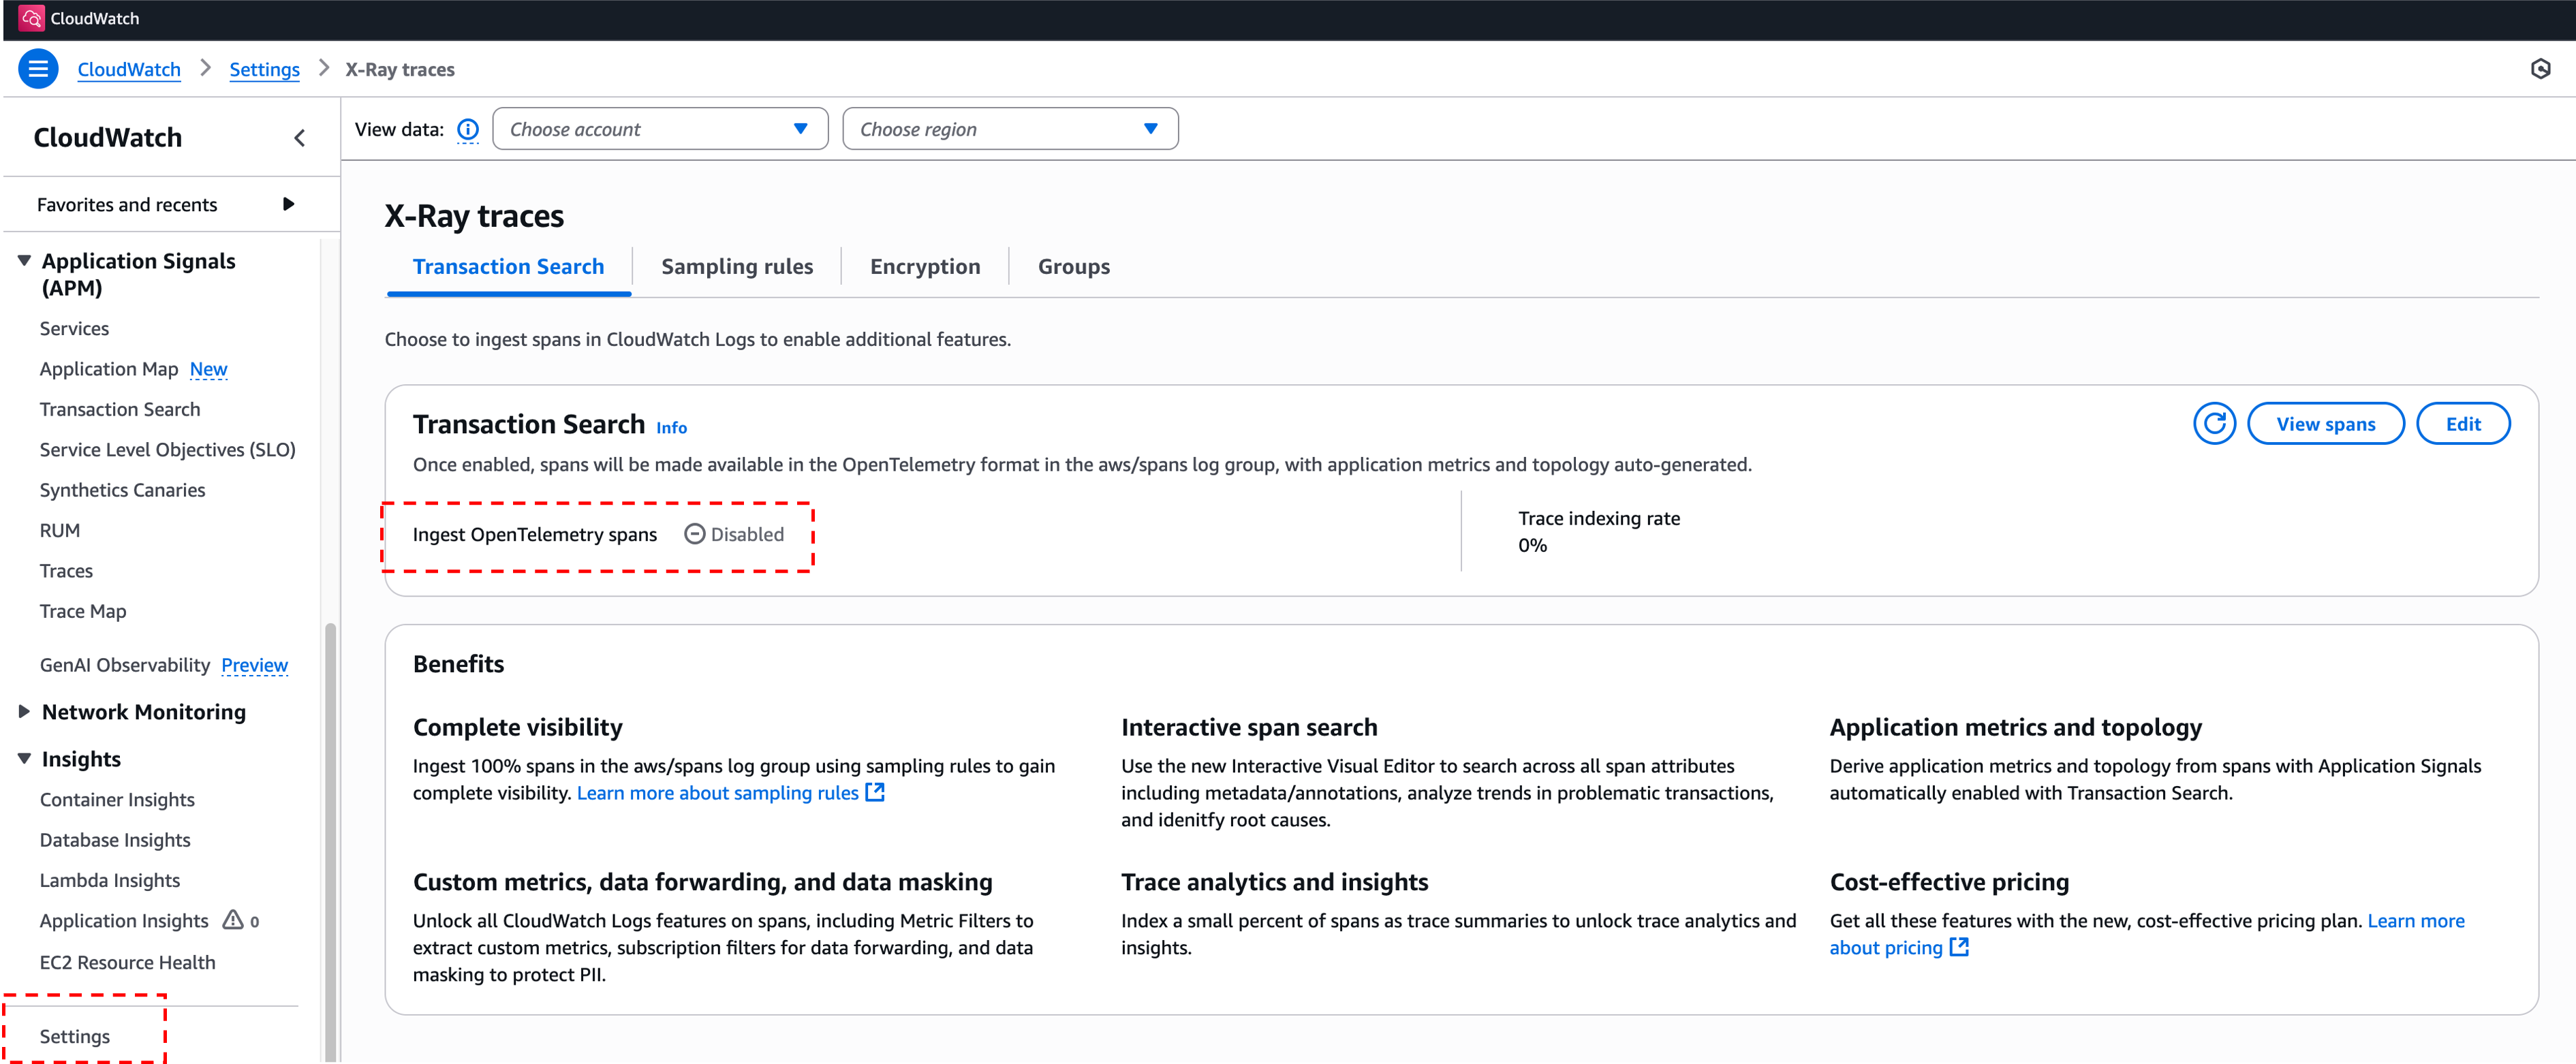 CloudWatch
CloudWatch > Settings > X-Ray traces
CloudWatch
Favorites and recents
Application Signals
(APM)
Services
Application Map New
Transaction Search
Service Level Objectives (SLO)
Synthetics Canaries
RUM
Traces
Trace Map
GenAI Observability Preview
Network Monitoring
Insights
Container Insights
Database Insights
Lambda Insights
Application Insights 0
EC2 Resource Health
Settings
View data: Choose account Choose region
X-Ray traces
Transaction Search Sampling rules Encryption Groups
Choose to ingest spans in CloudWatch Logs to enable additional features.
Transaction Search Info
View spans Edit
Once enabled, spans will be made available in the OpenTelemetry format in the aws/spans log group, with application metrics and topology auto-generated.
Ingest OpenTelemetry spans Disabled
Trace indexing rate
0%
Benefits
Complete visibility
Ingest 100% spans in the aws/spans log group using sampling rules to gain
complete visibility. Learn more about sampling rules
Interactive span search
Use the new Interactive Visual Editor to search across all span attributes
including metadata/annotations, analyze trends in problematic transactions,
and idenitfy root causes.
Application metrics and topology
Derive application metrics and topology from spans with Application Signals
automatically enabled with Transaction Search.
Custom metrics, data forwarding, and data masking
Unlock all CloudWatch Logs features on spans, including Metric Filters to
extract custom metrics, subscription filters for data forwarding, and data
masking to protect PII.
Trace analytics and insights
Index a small percent of spans as trace summaries to unlock trace analytics and
insights.
Cost-effective pricing
Get all these features with the new, cost-effective pricing plan. Learn more
about pricing